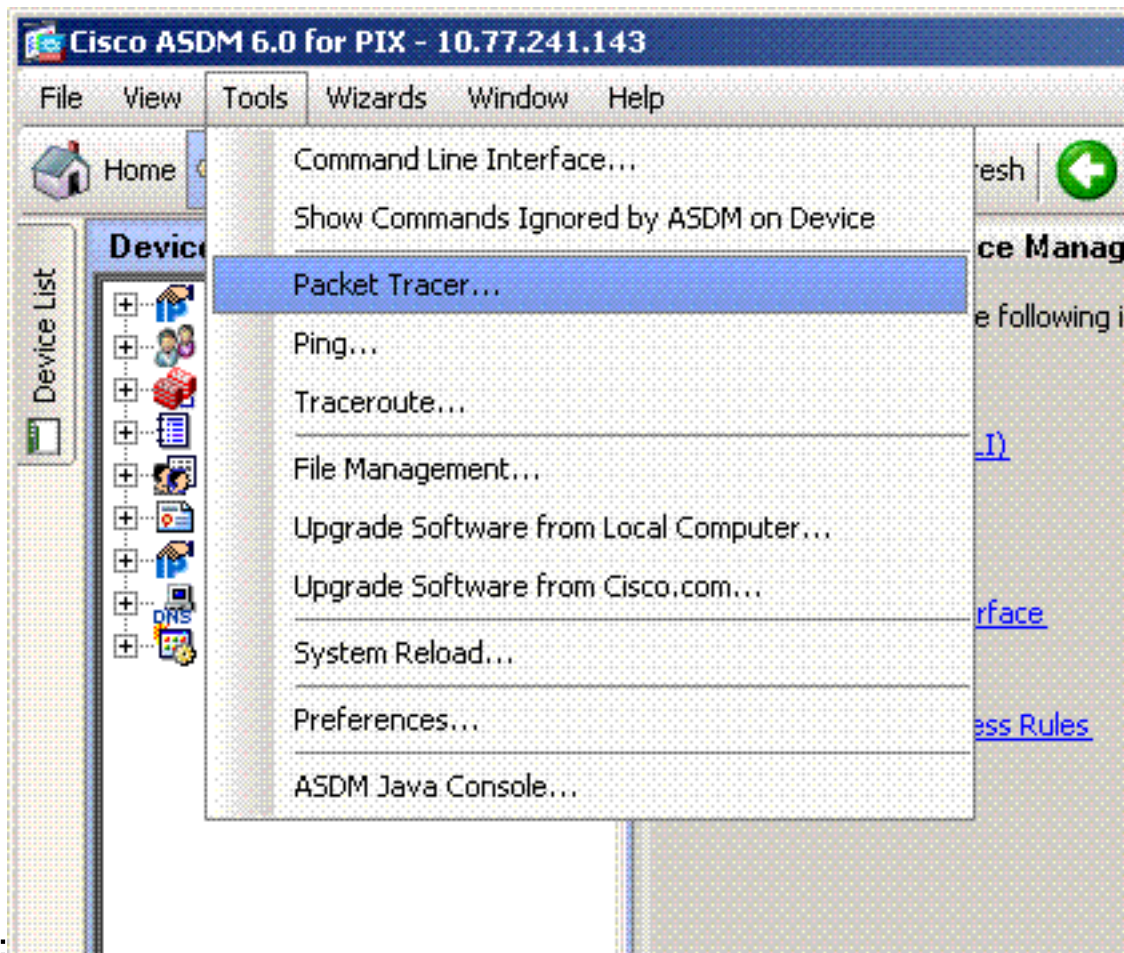 Cisco ASDM 6.0 for PIX - 10.77.241.143
File View Tools Wizards Window Help
Home
esh
Command Line Interface...
Show Commands Ignored by ASDM on Device
Packet Tracer...
Ping...
Traceroute...
File Management...
Upgrade Software from Local Computer...
Upgrade Software from Cisco.com...
System Reload...
Preferences...
ASDM Java Console...
Device List
Device
IP
IP
DNS
ce Manag
e following i
LI)
rface
ess Rules
.